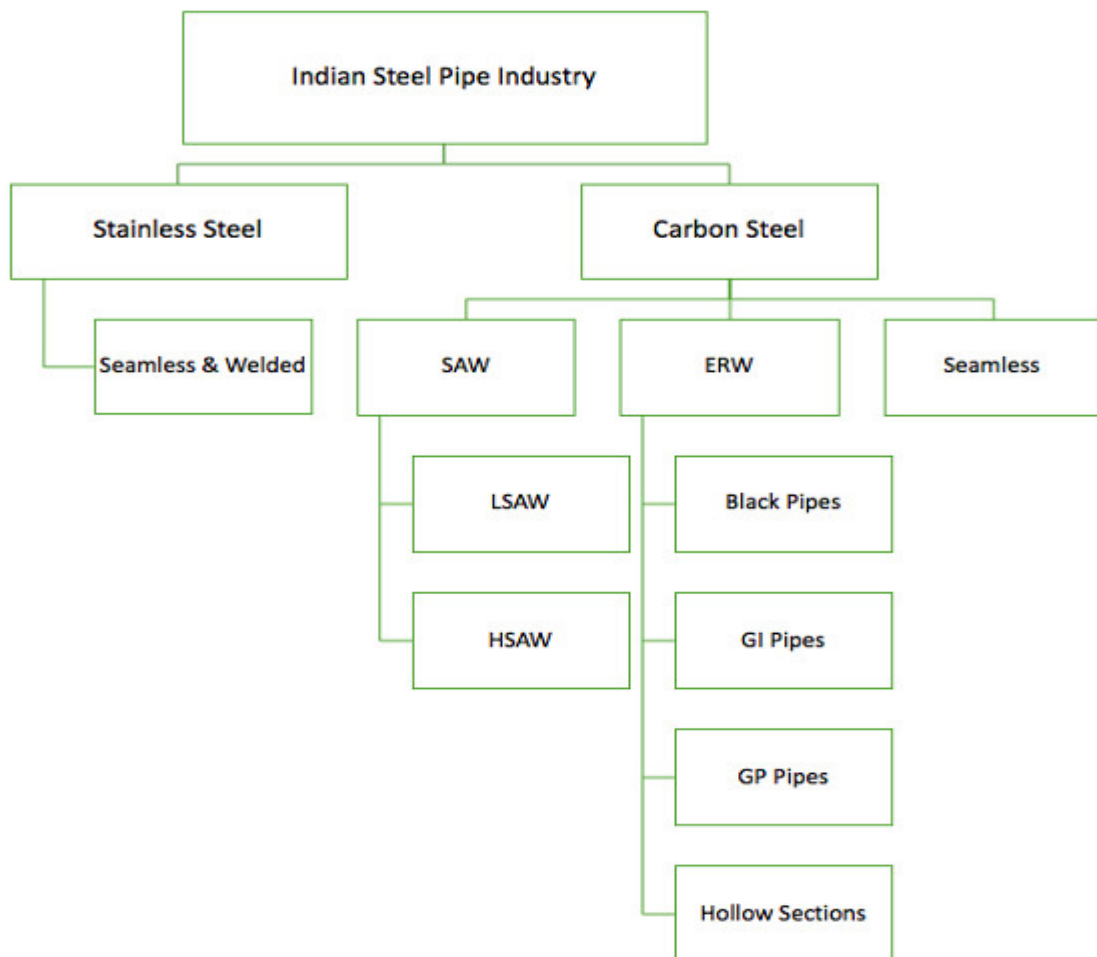 Indian Steel Pipe Industry
Stainless Steel
Carbon Steel
Seamless & Welded
SAW
ERW
Seamless
LSAW
Black Pipes
HSAW
GI Pipes
GP Pipes
Hollow Sections